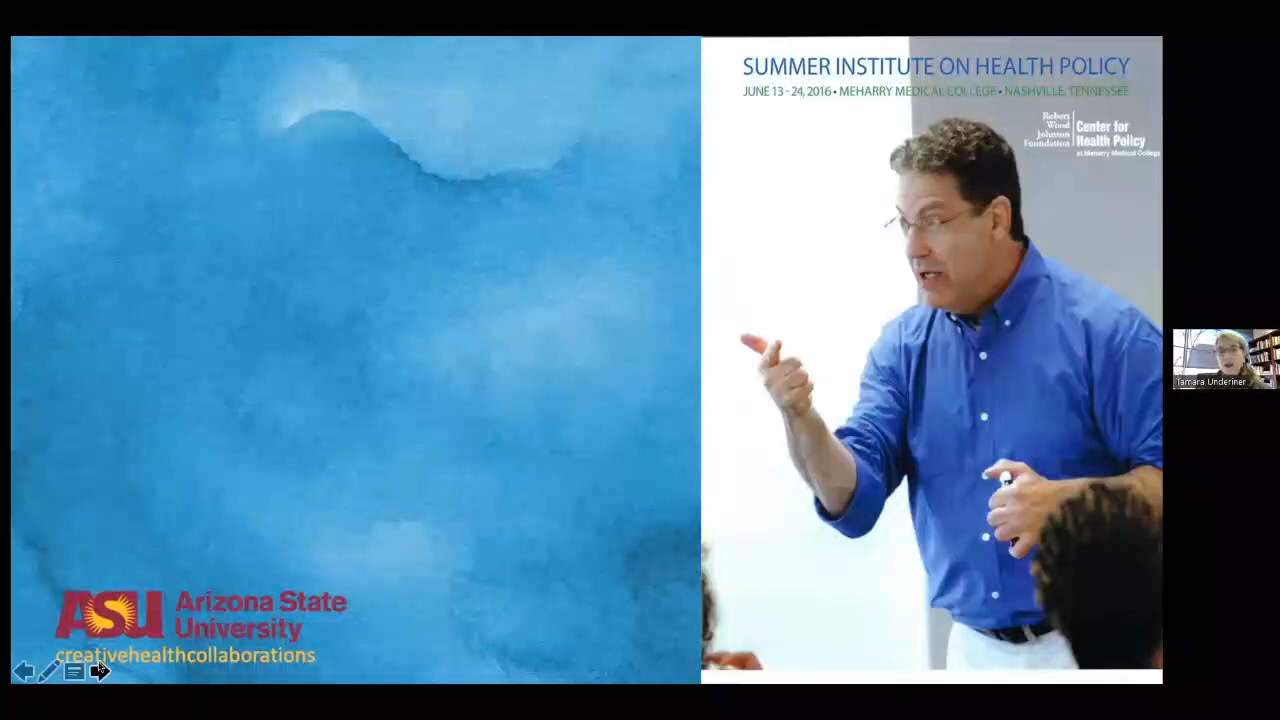 SUMMER INSTITUTE ON HEALTH POLICY
JUNE 13 - 24, 2016 • MEHARRY MEDICAL COLLEGE • NASHVILLE, TENNESSEE
Robert
Wood
Johnson
Foundation
Center for
Health Policy
at Meharry Medical College
Tamara Underiner
ASU Arizona State
University
creativehealthcollaborations